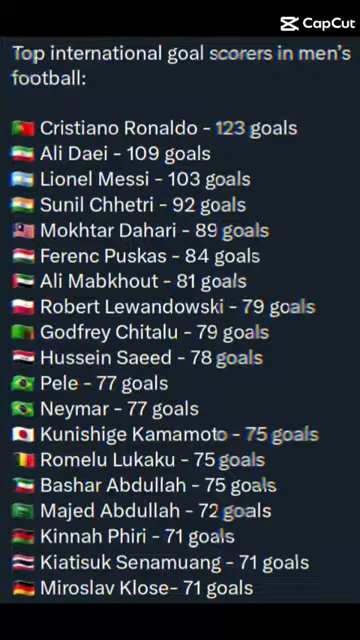 CapCut
Top international goal scorers in men's
football:
Cristiano Ronaldo - 123 goals
Ali Daei - 109 goals
Lionel Messi - 103 goals
Sunil Chhetri - 92 goals
Mokhtar Dahari - 89 goals
Ferenc Puskas - 84 goals
Ali Mabkhout - 81 goals
Robert Lewandowski - 79 goals
Godfrey Chitalu - 79 goals
Hussein Saeed - 78 goals
Pele - 77 goals
Neymar - 77 goals
Kunishige Kamamoto - 75 goals
Romelu Lukaku - 75 goals
Bashar Abdullah - 75 goals
Majed Abdullah - 72 goals
Kinnah Phiri - 71 goals
Kiatisuk Senamuang - 71 goals
Miroslav Klose- 71 goals